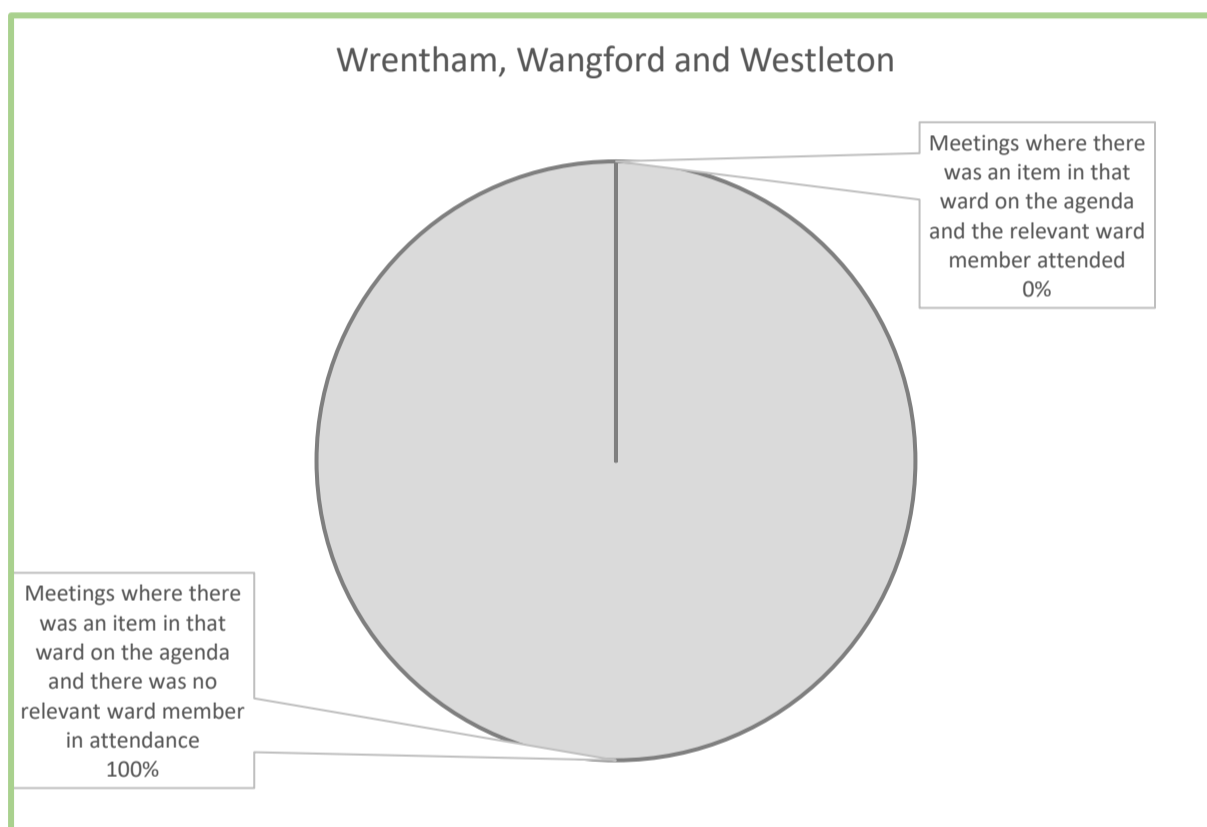 Wrentham, Wangford and Westleton
Meetings where there
was an item in that
ward on the agenda
and the relevant ward
member attended
0%
Meetings where there
was an item in that
ward on the agenda
and there was no
relevant ward member
in attendance
100%